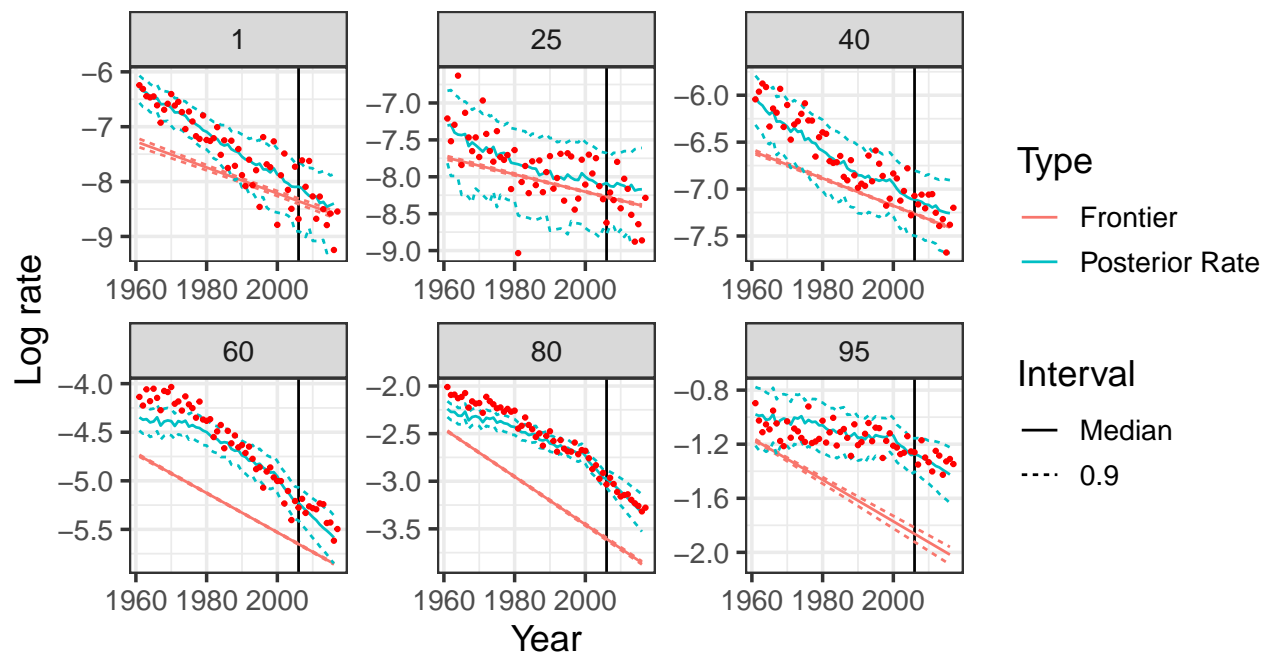 1
25
40
−6
−7
−8
−9
−7.0
−7.5
−8.0
−8.5
−9.0
−6.0
−6.5
−7.0
−7.5
1960 1980 2000
1960 1980 2000
1960 1980 2000
60
80
95
−4.0
−4.5
−5.0
−5.5
−2.0
−2.5
−3.0
−3.5
−0.8
−1.2
−1.6
−2.0
1960 1980 2000
1960 1980 2000
1960 1980 2000
Log rate
Year
Type
Frontier
Posterior Rate
Interval
Median
0.9